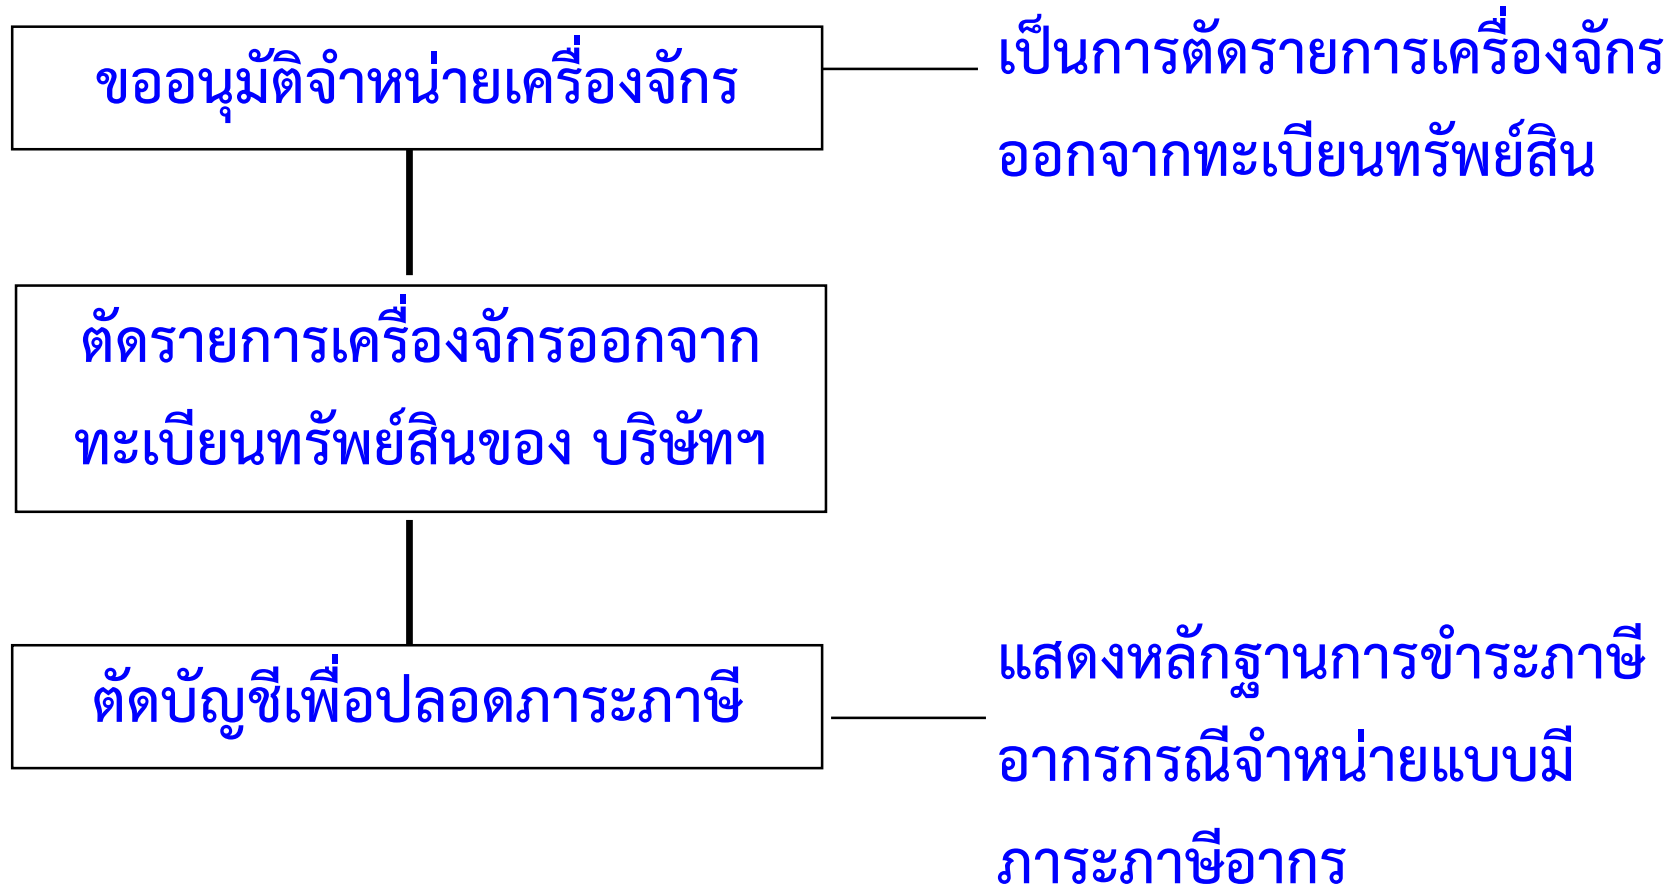 ขออนุมัติจำหน่ายเครื่องจักร
เป็นการตัดรายการเครื่องจักร
ออกจากทะเบียนทรัพย์สิน
ตัดรายการเครื่องจักรออกจาก
ทะเบียนทรัพย์สินของ บริษัทฯ
ตัดบัญชีเพื่อปลอดภาระภาษี
แสดงหลักฐานการขำระภาษี
อากรกรณีจำหน่ายแบบมี
ภาระภาษีอากร